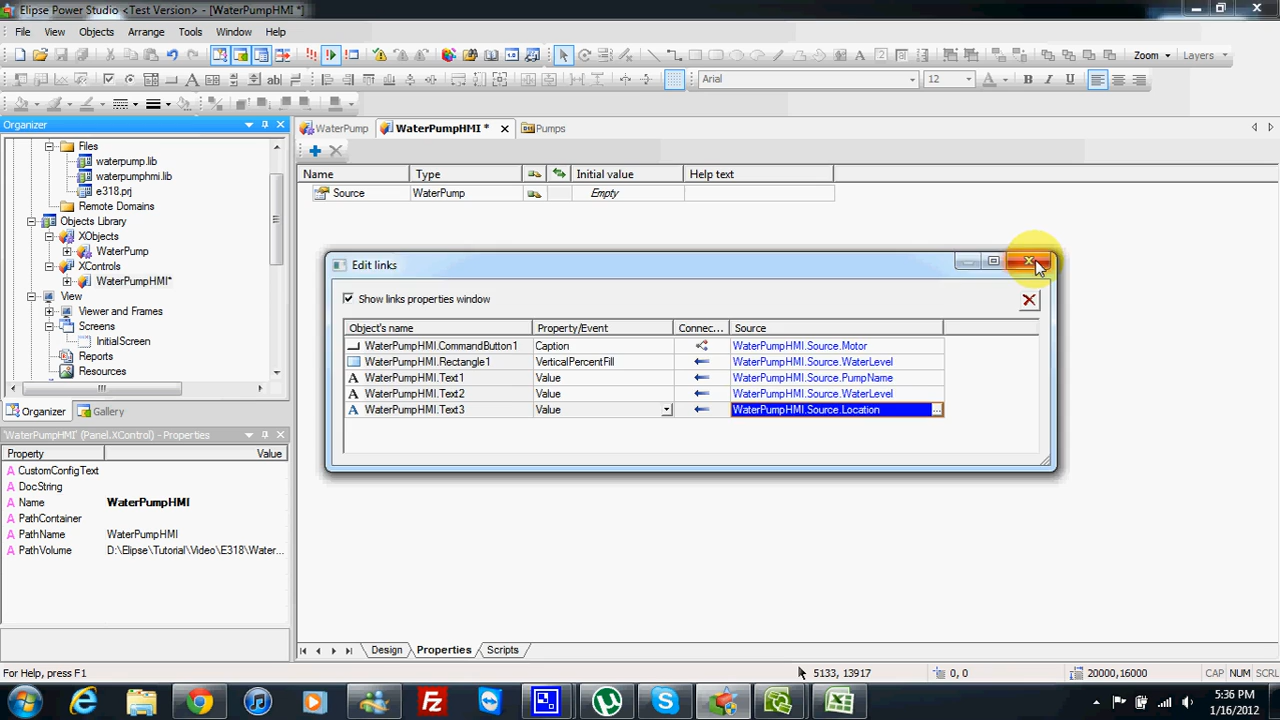 Elipse Power Studio <Test Version> - [WaterPumpHMI *]
File View Objects Arrange Tools Window Help
Zoom Layers
Arial 12 A B I U
Organizer
WaterPump WaterPumpHMI * Pumps
Files
waterpump.lib
waterpumphmi.lib
e318.prj
Remote Domains
Objects Library
XObjects
WaterPump
XControls
WaterPumpHMI*
View
Viewer and Frames
Screens
InitialScreen
Reports
Resources
Organizer Gallery
Name Type Initial value Help text
Source WaterPump Empty
Edit links
Show links properties window
Object's name Property/Event Connec... Source
WaterPumpHMI.CommandButton1 Caption WaterPumpHMI.Source.Motor
WaterPumpHMI.Rectangle1 VerticalPercentFill WaterPumpHMI.Source.WaterLevel
A WaterPumpHMI.Text1 Value WaterPumpHMI.Source.PumpName
A WaterPumpHMI.Text2 Value WaterPumpHMI.Source.WaterLevel
A WaterPumpHMI.Text3 Value WaterPumpHMI.Source.Location ...
'WaterPumpHMI' (Panel.XControl) - Properties
Property Value
A CustomConfigText
A DocString
A Name WaterPumpHMI
A PathContainer
A PathName WaterPumpHMI
A PathVolume D:\Elipse\Tutorial\Video\E318\Water...
Design Properties Scripts
For Help, press F1 5133, 13917 0, 0 20000,16000 CAP NUM SCRL
5:36 PM
1/16/2012